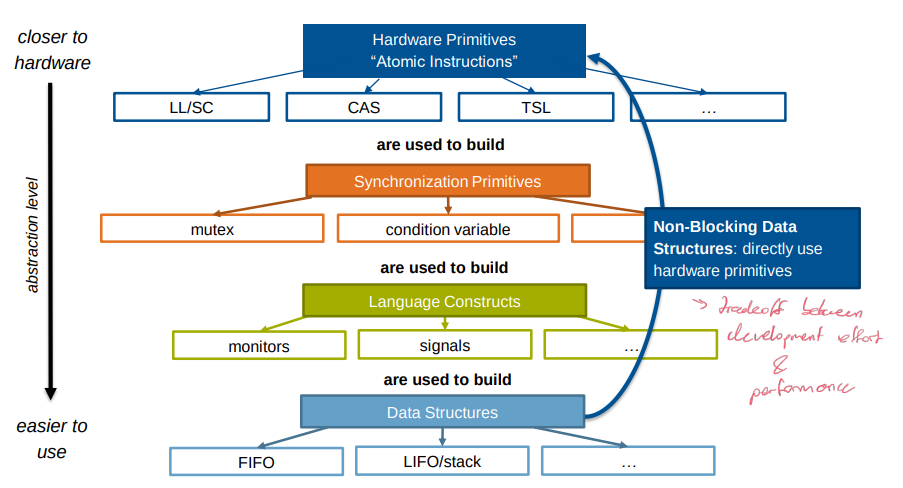 closer to
hardware
Hardware Primitives
“Atomic Instructions”
LL/SC
CAS
TSL
…
are used to build
Synchronization Primitives
mutex
condition variable
abstraction level
Non-Blocking Data
Structures: directly use
hardware primitives
are used to build
Language Constructs
monitors
signals
…
→ tradeoff between
development effort
&
performance
are used to build
easier to
use
Data Structures
FIFO
LIFO/stack
…